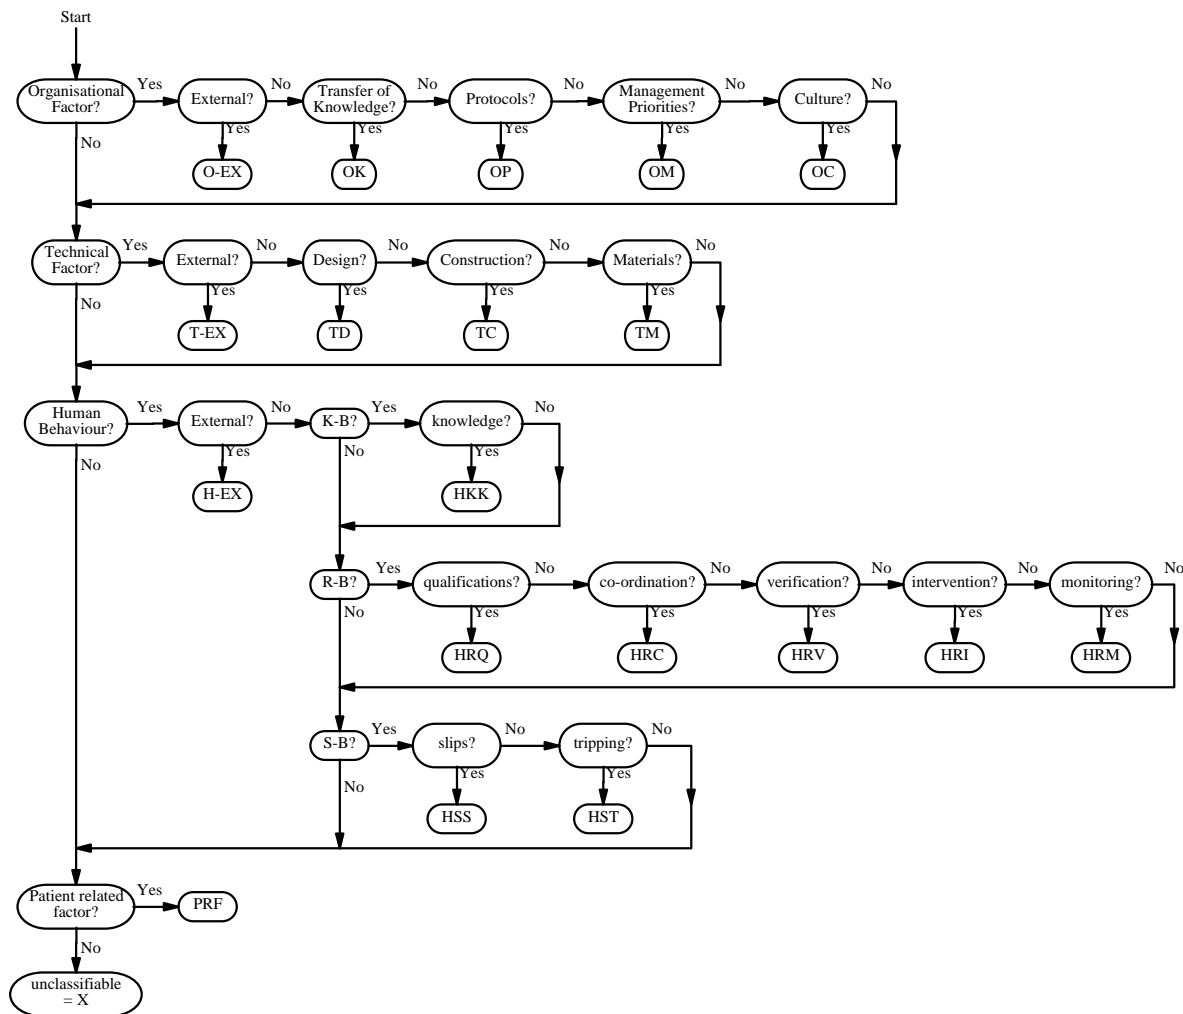 Start
Organisational
Factor?
Yes
External?
No
Transfer of
Knowledge?
No
Protocols?
No
Management
Priorities?
No
Culture?
No
No
Yes
Yes
Yes
Yes
Yes
O-EX
OK
OP
OM
OC
Technical
Factor?
Yes
External?
No
Design?
No
Construction?
No
Materials?
No
No
Yes
Yes
Yes
Yes
T-EX
TD
TC
TM
Human
Behaviour?
Yes
External?
No
K-B?
Yes
knowledge?
No
No
Yes
No
Yes
H-EX
HKK
R-B?
Yes
qualifications?
No
co-ordination?
No
verification?
No
intervention?
No
monitoring?
No
No
Yes
Yes
Yes
Yes
Yes
HRQ
HRC
HRV
HRI
HRM
S-B?
Yes
slips?
No
tripping?
No
No
Yes
Yes
HSS
HST
Patient related
factor?
Yes
PRF
No
unclassifiable
= X